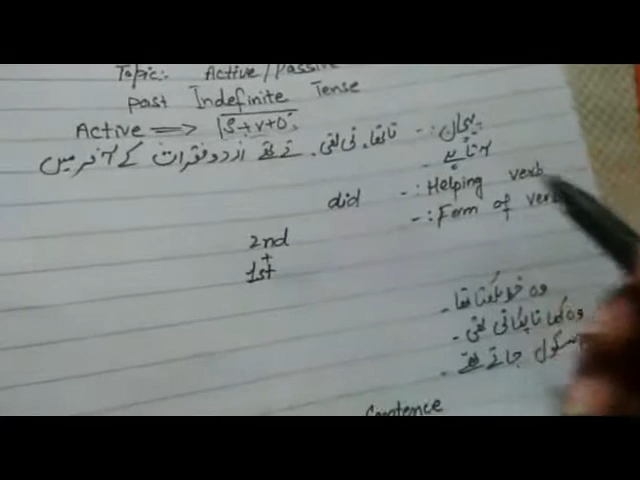 Topic: Active/Passive
past Indefinite Tense
Active ⇒ S+v+O
پہچان :- تا تھا، تی تھی، تے تھے اردو فقرات کے آخر میں
آتا ہے۔
Helping verb :- did
Form of verb :-
2nd
+
1st
وہ خط لکھتا تھا۔
وہ کھانا پکاتی تھی۔
سکول جاتے تھے۔
Sentence